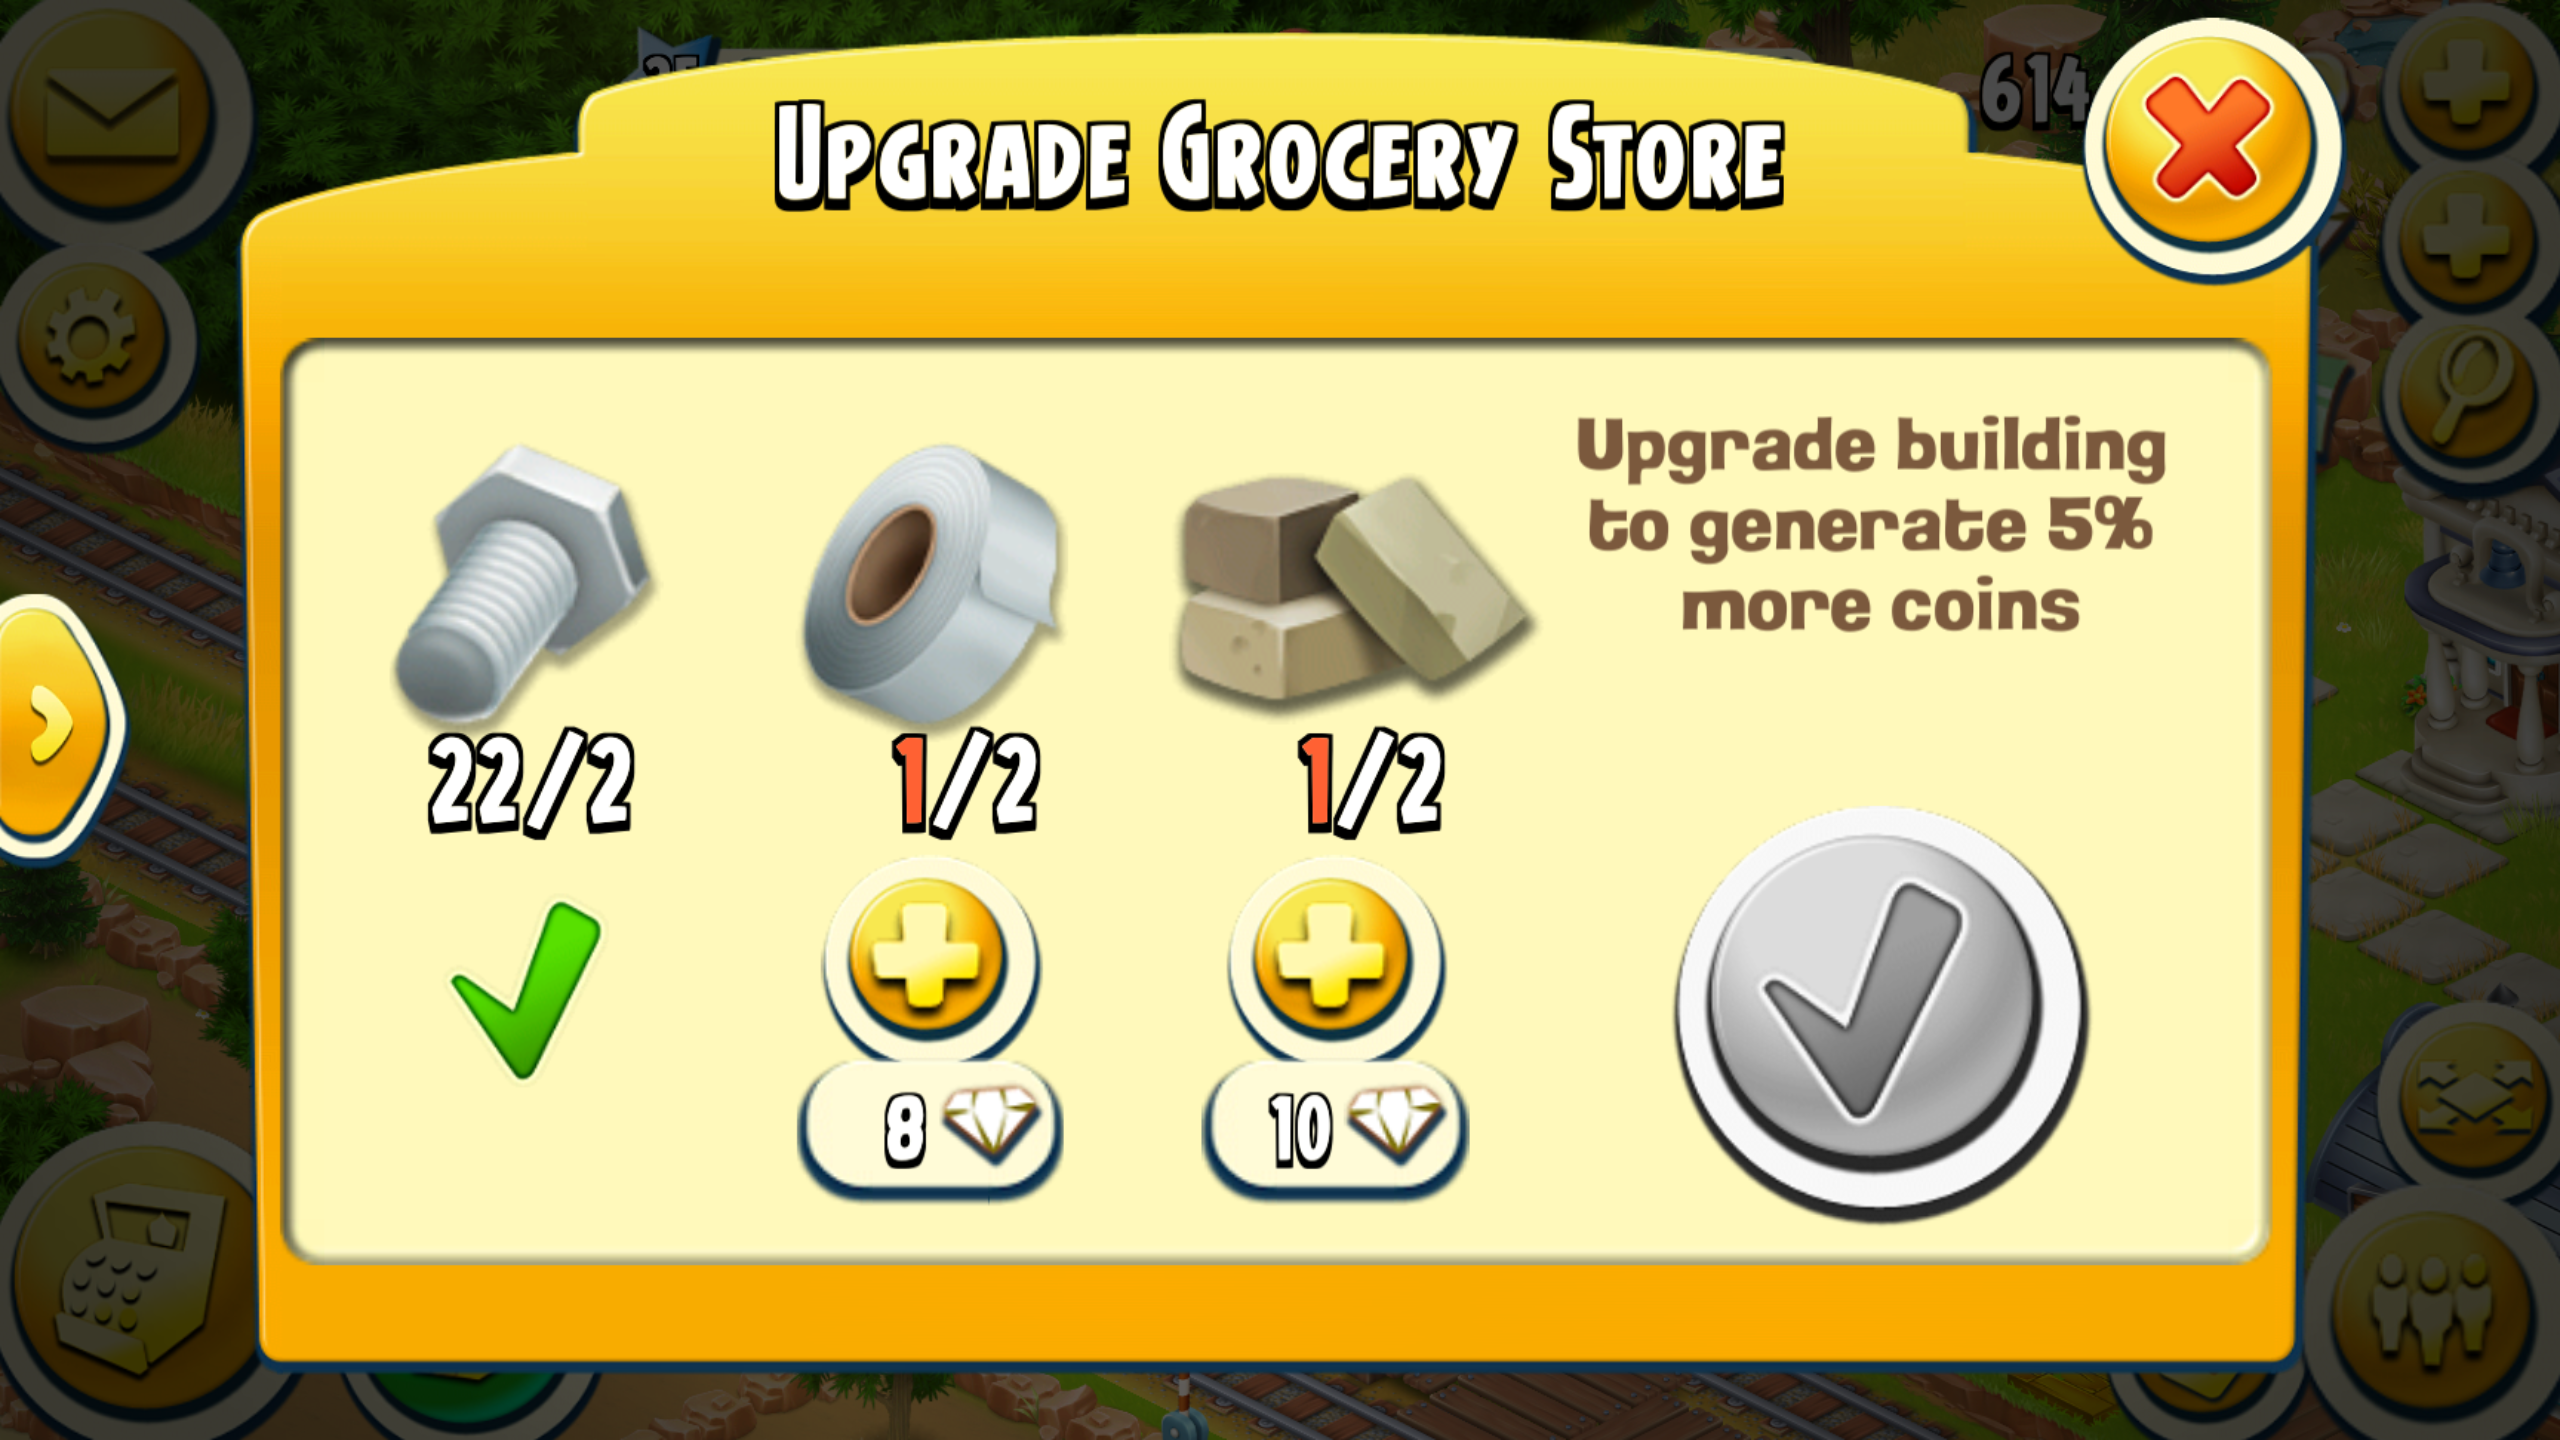 614
UPGRADE GROCERY STORE
Upgrade building
to generate 5%
more coins
22/2
1/2
1/2
8
10